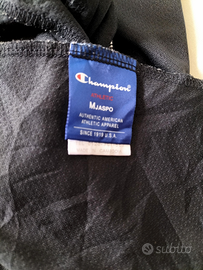 Champion
MJASPO
AUTHENTIC AMERICAN
ATHLETIC APPAREL
SINCE 1919 U.S.A.
subito